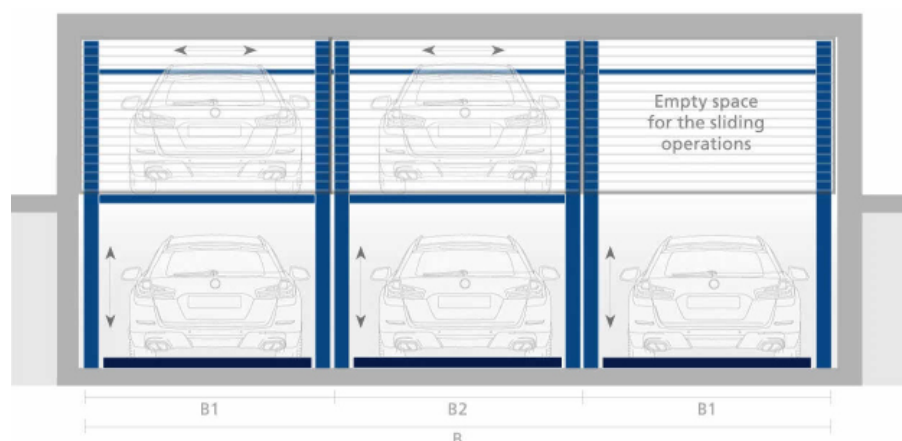 Empty space
for the sliding
operations
B1
B2
B1
B